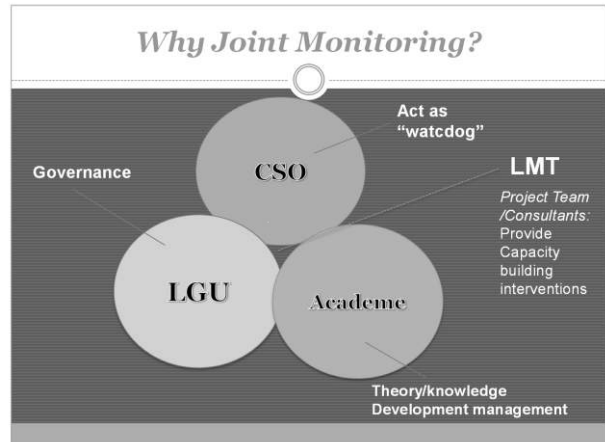 Why Joint Monitoring?
Act as
“watcdog”
CSO
Governance
LMT
Project Team
/Consultants:
Provide
Capacity
building
interventions
LGU
Academe
Theory/knowledge
Development management